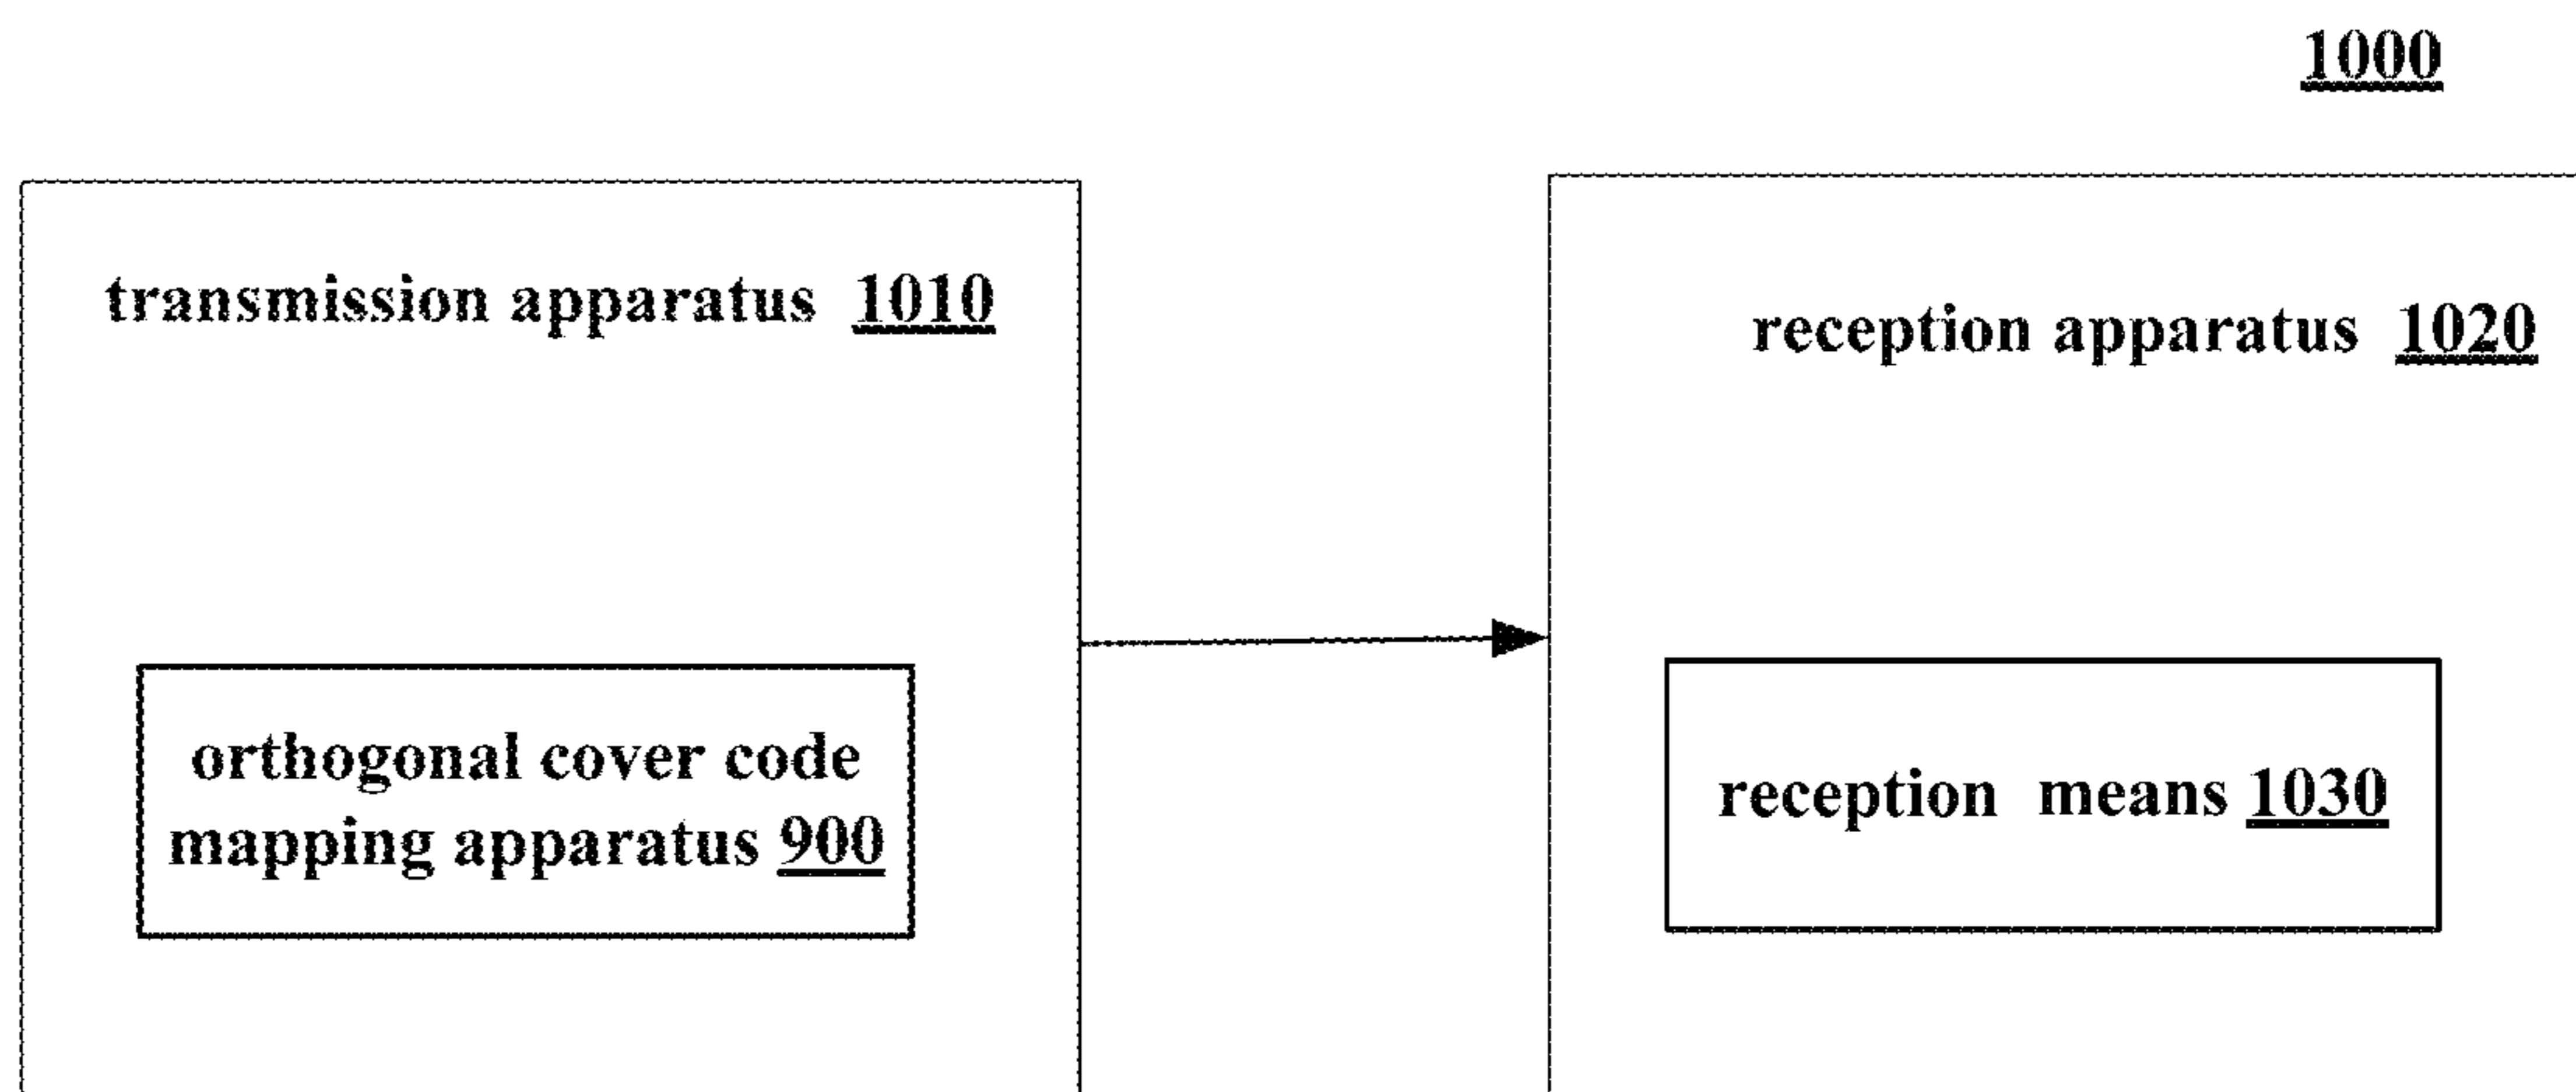 1000
transmission apparatus 1010
reception apparatus 1020
orthogonal cover code
mapping apparatus 900
reception means 1030